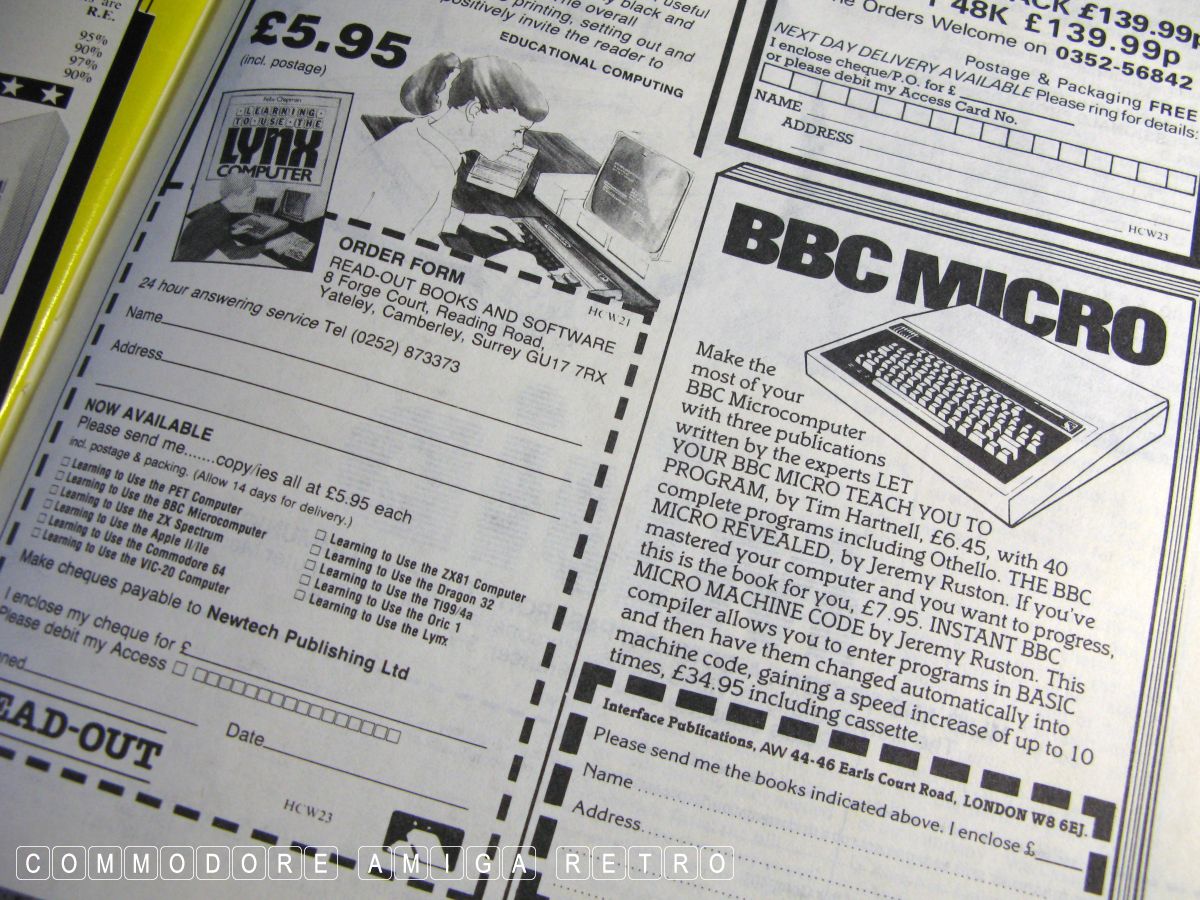 are
R.E.
95%
90%
97%
90%
useful
y black and
The overall
printing, setting out and
positively invite the reader to
EDUCATIONAL COMPUTING
£5.95
(incl. postage)
Felix Chapman
LEARNING
TO USE THE
LYNX
COMPUTER
ORDER FORM
READ-OUT BOOKS AND SOFTWARE
8 Forge Court, Reading Road,
Yateley, Camberley, Surrey GU17 7RX
24 hour answering service Tel (0252) 873373
HCW21
Name
Address
NOW AVAILABLE
Please send me.......copy/ies all at £5.95 each
incl. postage & packing. (Allow 14 days for delivery.)
Learning to Use the PET Computer
Learning to Use the BBC Microcomputer
Learning to Use the ZX Spectrum
Learning to Use the Apple II/IIe
Learning to Use the Commodore 64
Learning to Use the VIC-20 Computer
Learning to Use the ZX81 Computer
Learning to Use the Dragon 32
Learning to Use the TI99/4a
Learning to Use the Oric 1
Learning to Use the Lynx
Make cheques payable to Newtech Publishing Ltd
I enclose my cheque for £
Please debit my Access
ned
Date
EAD-OUT
HCW23
ACK £139.99p
48K £139.99p
Orders Welcome on 0352-56842
NEXT DAY DELIVERY AVAILABLE Please ring for details.
Postage & Packaging FREE
I enclose cheque/P.O. for £
or please debit my Access Card No.
NAME
ADDRESS
HCW23
BBC MICRO
Make the
most of your
BBC Microcomputer
with three publications
written by the experts LET
YOUR BBC MICRO TEACH YOU TO
PROGRAM, by Tim Hartnell, £6.45, with 40
complete programs including Othello. THE BBC
MICRO REVEALED, by Jeremy Ruston. If you've
mastered your computer and you want to progress,
this is the book for you, £7.95. INSTANT BBC
MICRO MACHINE CODE by Jeremy Ruston. This
compiler allows you to enter programs in BASIC
and then have them changed automatically into
machine code, gaining a speed increase of up to 10
times, £34.95 including cassette.
Interface Publications, AW 44-46 Earls Court Road, LONDON W8 6EJ.
Please send me the books indicated above. I enclose £
Name
Address
COMMODORE AMIGA RETRO